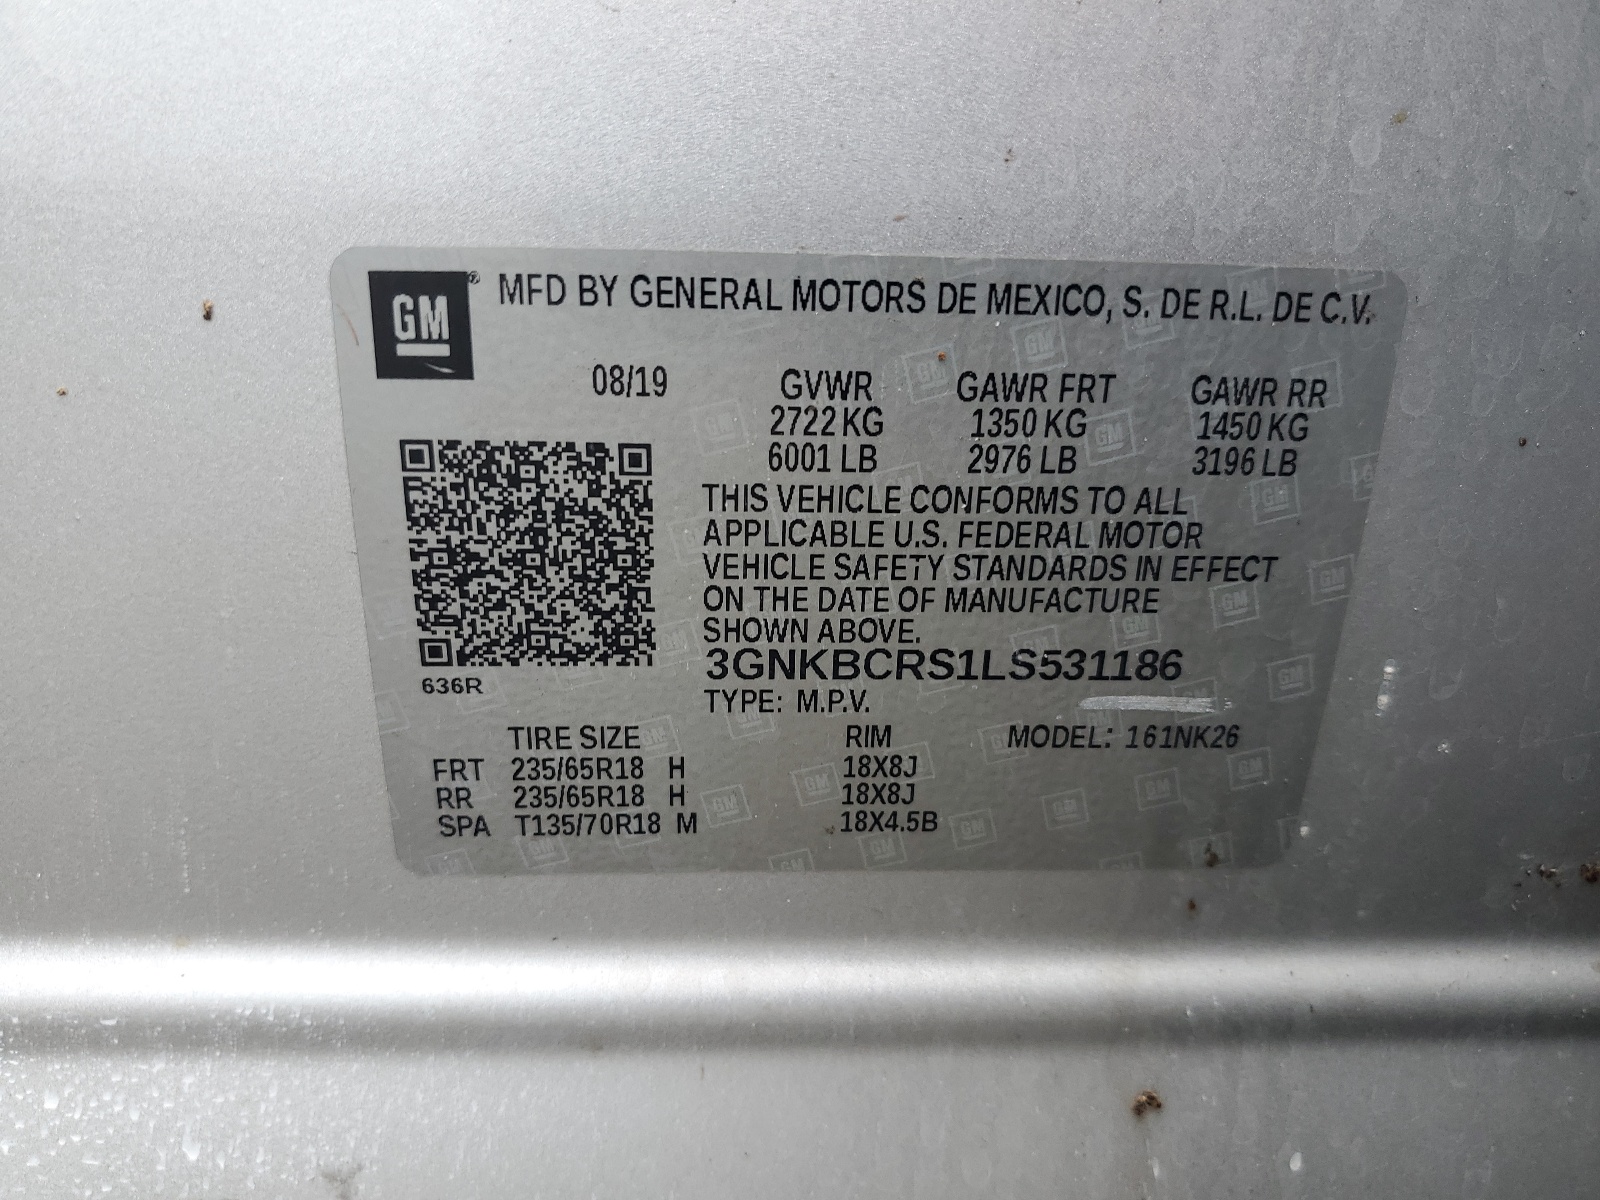 GM ®
MFD BY GENERAL MOTORS DE MEXICO, S. DE R.L. DE C.V.
08/19 GVWR GAWR FRT GAWR RR
2722 KG 1350 KG 1450 KG
6001 LB 2976 LB 3196 LB
THIS VEHICLE CONFORMS TO ALL
APPLICABLE U.S. FEDERAL MOTOR
VEHICLE SAFETY STANDARDS IN EFFECT
ON THE DATE OF MANUFACTURE
SHOWN ABOVE.
3GNKBCRS1LS531186
636R
TYPE: M.P.V.
TIRE SIZE RIM MODEL: 161NK26
FRT 235/65R18 H 18X8J
RR 235/65R18 H 18X8J
SPA T135/70R18 M 18X4.5B